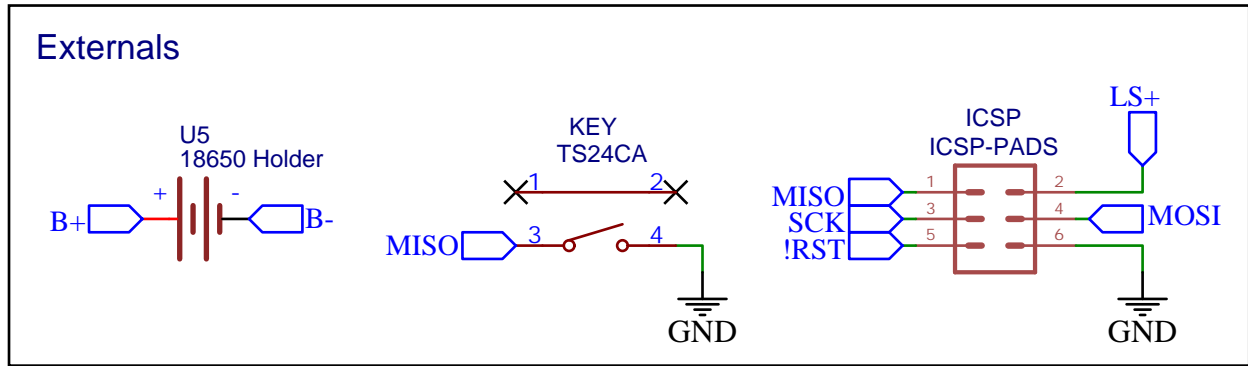 Externals
U5
18650 Holder
+ -
B+ B-
KEY
TS24CA
1 2
MISO 3 4
GND
LS+
ICSP
ICSP-PADS
MISO 1 2
SCK 3 4 MOSI
!RST 5 6
GND